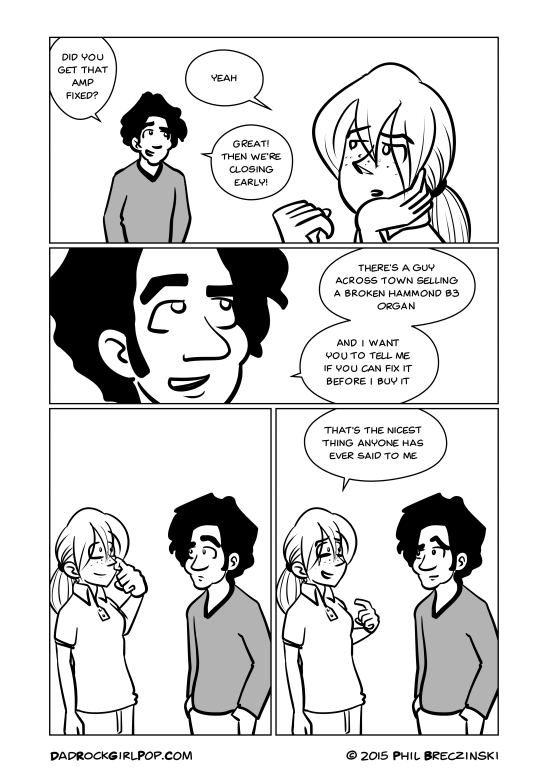 DID YOU
GET THAT
AMP
FIXED?
YEAH
GREAT!
THEN WE'RE
CLOSING
EARLY!
THERE'S A GUY
ACROSS TOWN SELLING
A BROKEN HAMMOND B3
ORGAN
AND I WANT
YOU TO TELL ME
IF YOU CAN FIX IT
BEFORE I BUY IT
THAT'S THE NICEST
THING ANYONE HAS
EVER SAID TO ME
DADROCKGIRLPOP.COM
© 2015 PHIL BRECZINSKI